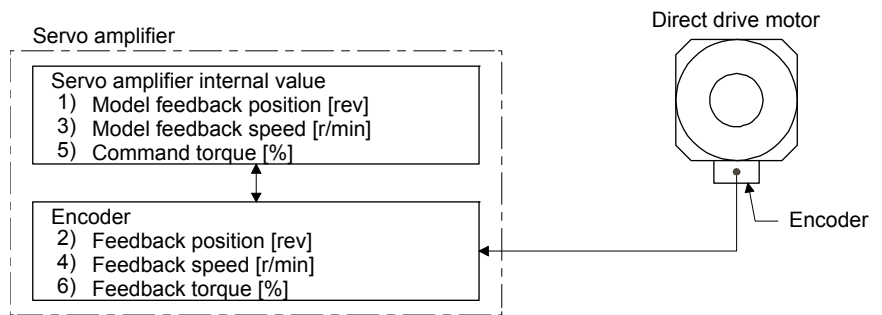 Direct drive motor
Servo amplifier
Servo amplifier internal value
1) Model feedback position [rev]
3) Model feedback speed [r/min]
5) Command torque [%]
Encoder
2) Feedback position [rev]
4) Feedback speed [r/min]
6) Feedback torque [%]
Encoder